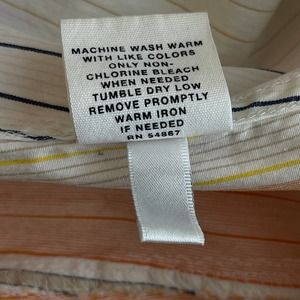 MACHINE WASH WARM
WITH LIKE COLORS
ONLY NON-
CHLORINE BLEACH
WHEN NEEDED
TUMBLE DRY LOW
REMOVE PROMPTLY
WARM IRON
IF NEEDED
RN 54867